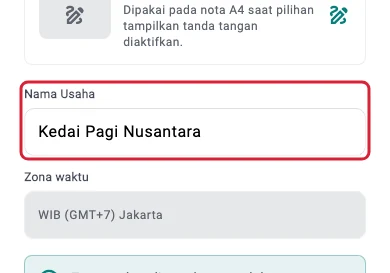 Dipakai pada nota A4 saat pilihan
tampilkan tanda tangan
diaktifkan.
Nama Usaha
Kedai Pagi Nusantara
Zona waktu
WIB (GMT+7) Jakarta